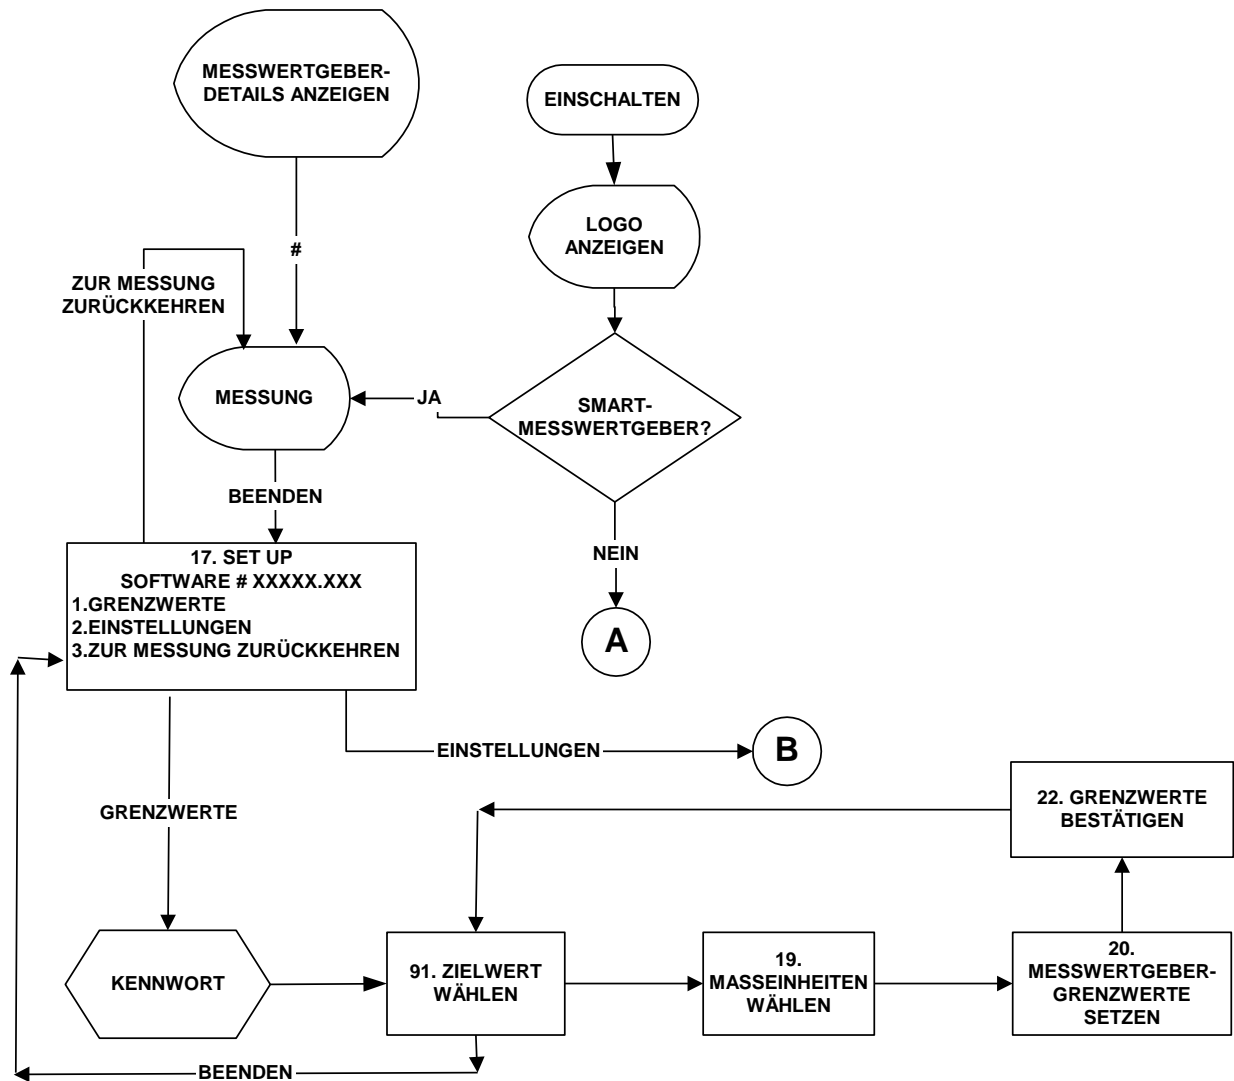 MESSWERTGEBER-
DETAILS ANZEIGEN
EINSCHALTEN
LOGO
ANZEIGEN
#
ZUR MESSUNG
ZURÜCKKEHREN
MESSUNG
JA
SMART-
MESSWERTGEBER?
BEENDEN
NEIN
17. SET UP
SOFTWARE # XXXXX.XXX
1.GRENZWERTE
2.EINSTELLUNGEN
3.ZUR MESSUNG ZURÜCKKEHREN
A
EINSTELLUNGEN
B
GRENZWERTE
22. GRENZWERTE
BESTÄTIGEN
KENNWORT
91. ZIELWERT
WÄHLEN
19.
MASSEINHEITEN
WÄHLEN
20.
MESSWERTGEBER-
GRENZWERTE
SETZEN
BEENDEN